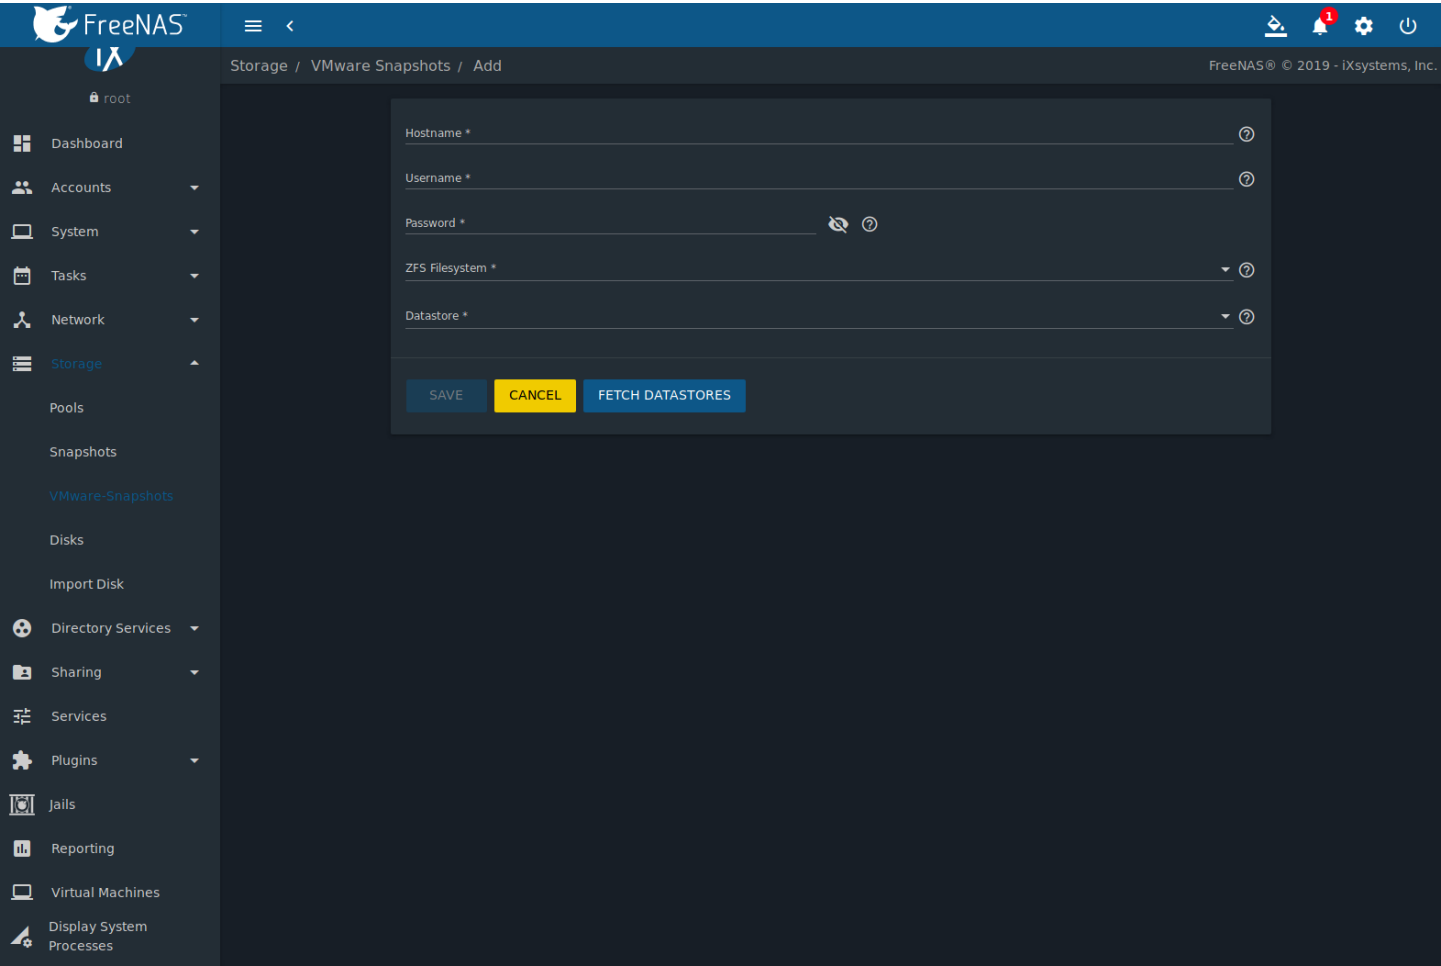 FreeNAS™
1
root
Storage / VMware Snapshots / Add
FreeNAS® © 2019 - iXsystems, Inc.
Dashboard
Accounts
System
Tasks
Network
Storage
Pools
Snapshots
VMware-Snapshots
Disks
Import Disk
Directory Services
Sharing
Services
Plugins
Jails
Reporting
Virtual Machines
Display System
Processes
Hostname *
Username *
Password *
ZFS Filesystem *
Datastore *
SAVE
CANCEL
FETCH DATASTORES